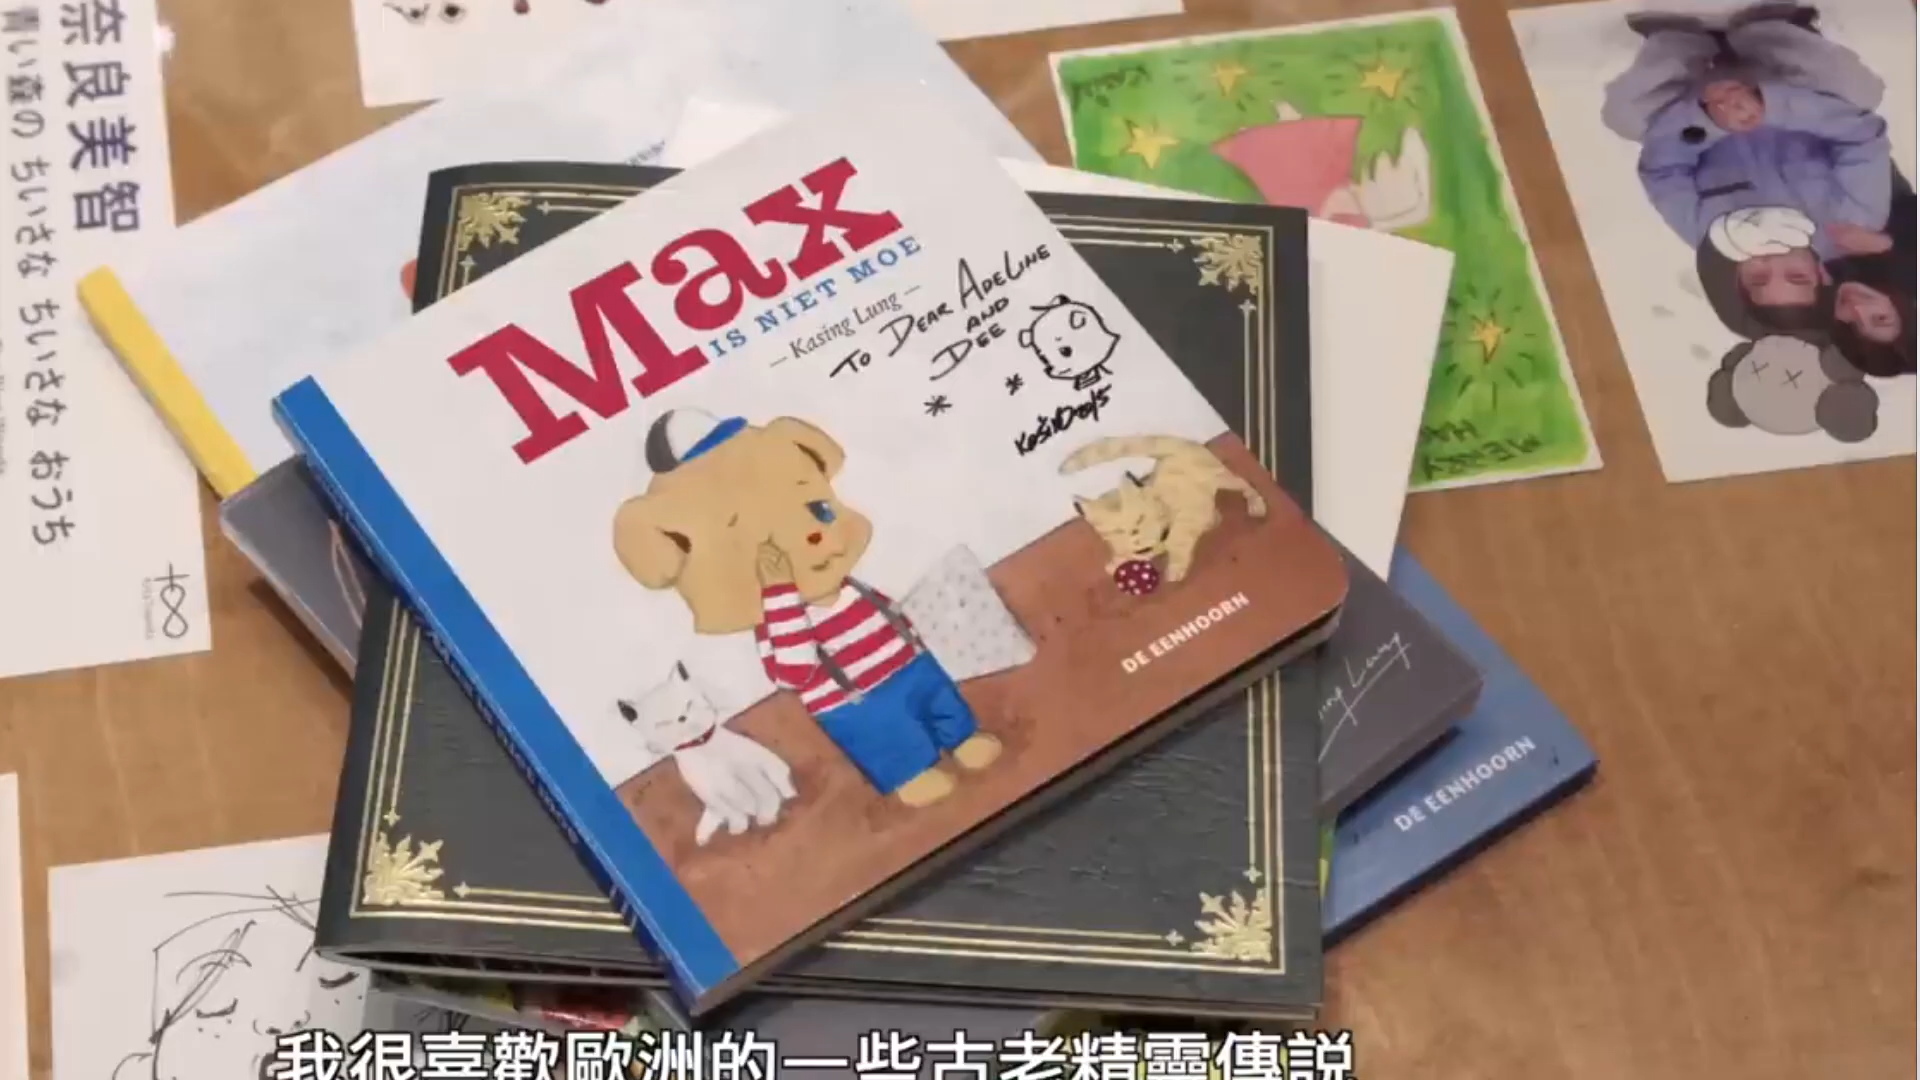 奈良美智
青い森の ちいさな ちいさな おうち
Max
IS NIET MOE
— Kasing Lung —
TO DEAR ADELINE
AND
DEE
DE EENHOORN
DE EENHOORN
MERRY
我很喜歡歐洲的一些古老精靈傳説